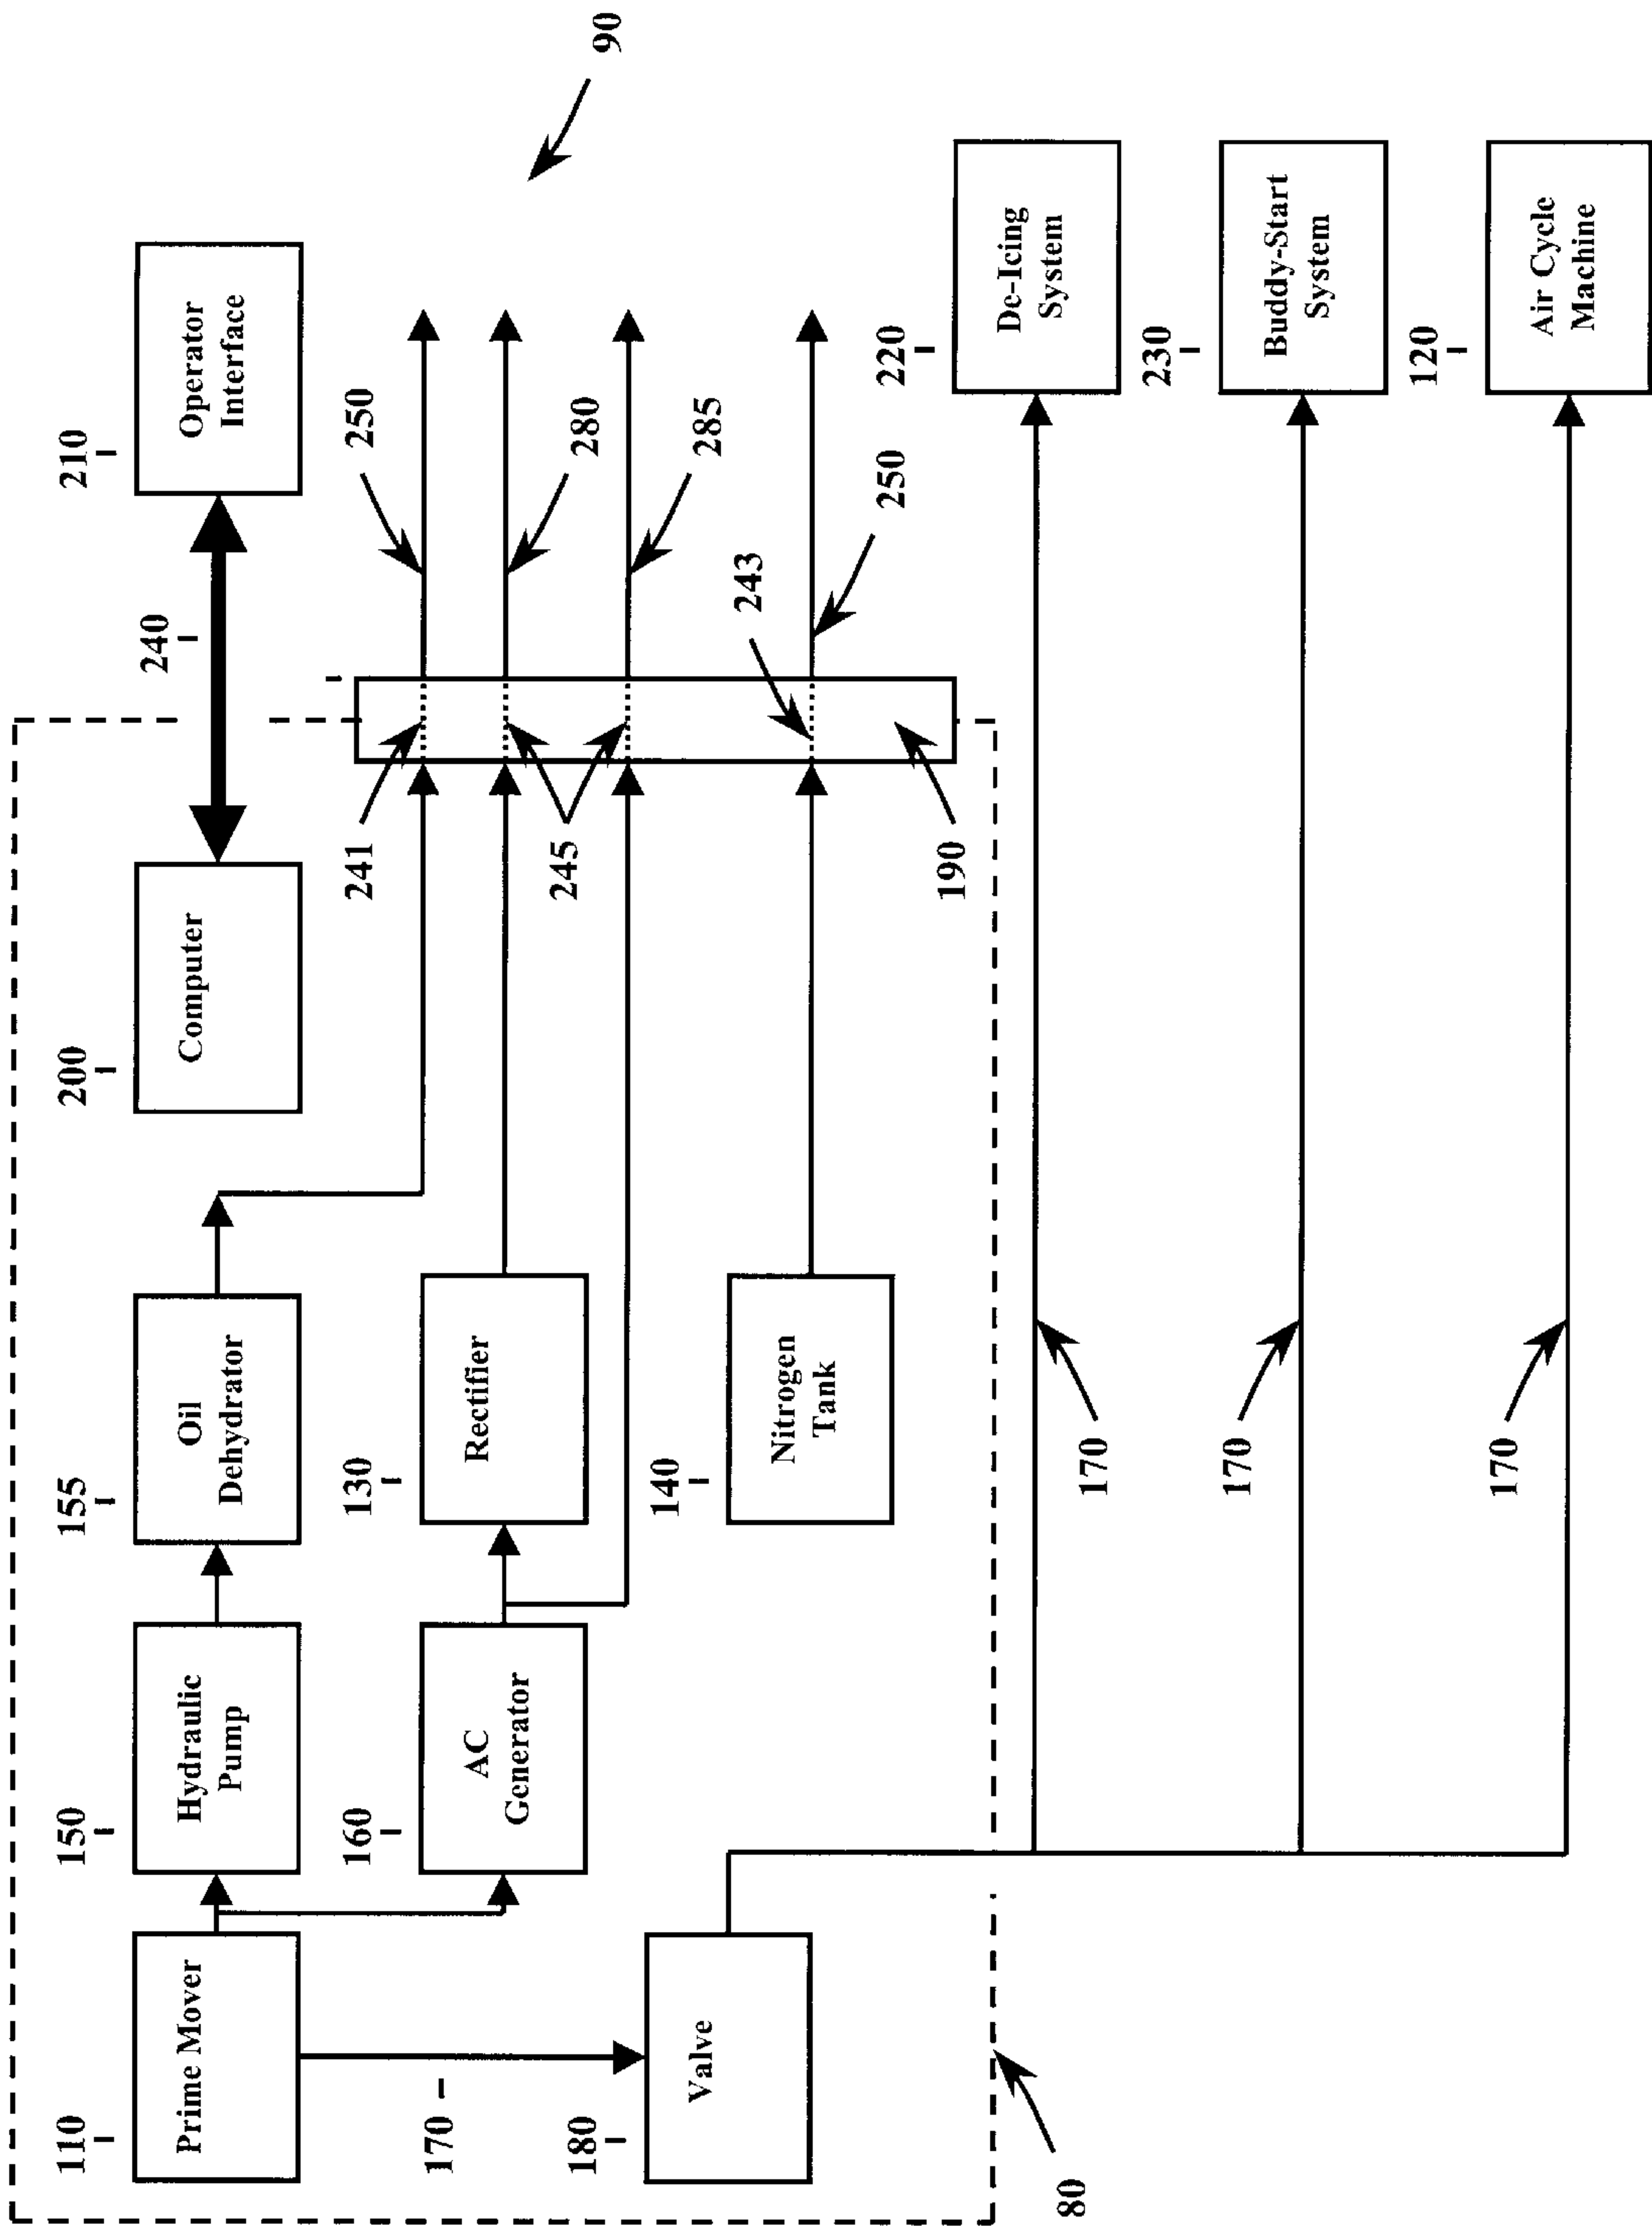 110
Prime Mover
150
Hydraulic
Pump
155
Oil
Dehydrator
200
Computer
240
210
Operator
Interface
90
170
160
AC
Generator
130
Rectifier
241
250
245
280
285
180
Valve
140
Nitrogen
Tank
190
243
250
80
170
220
De-Icing
System
170
230
Buddy-Start
System
170
120
Air Cycle
Machine